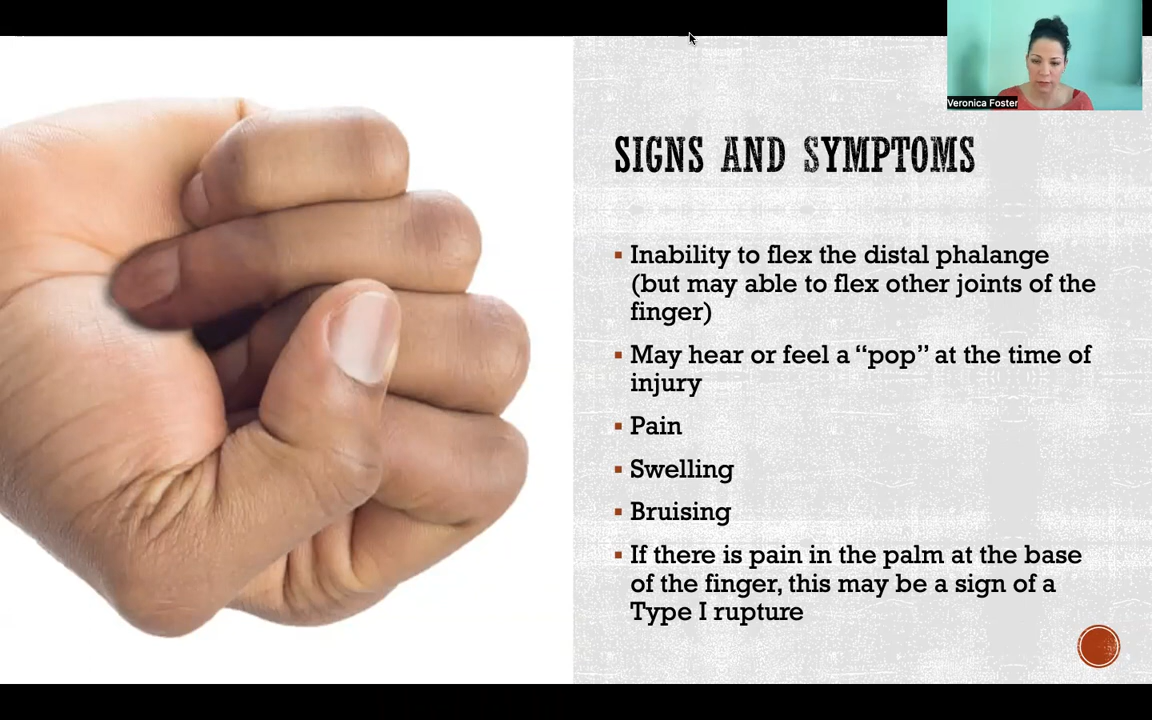 Veronica Foster
SIGNS AND SYMPTOMS
▪ Inability to flex the distal phalange
(but may able to flex other joints of the
finger)
▪ May hear or feel a “pop” at the time of
injury
▪ Pain
▪ Swelling
▪ Bruising
▪ If there is pain in the palm at the base
of the finger, this may be a sign of a
Type I rupture